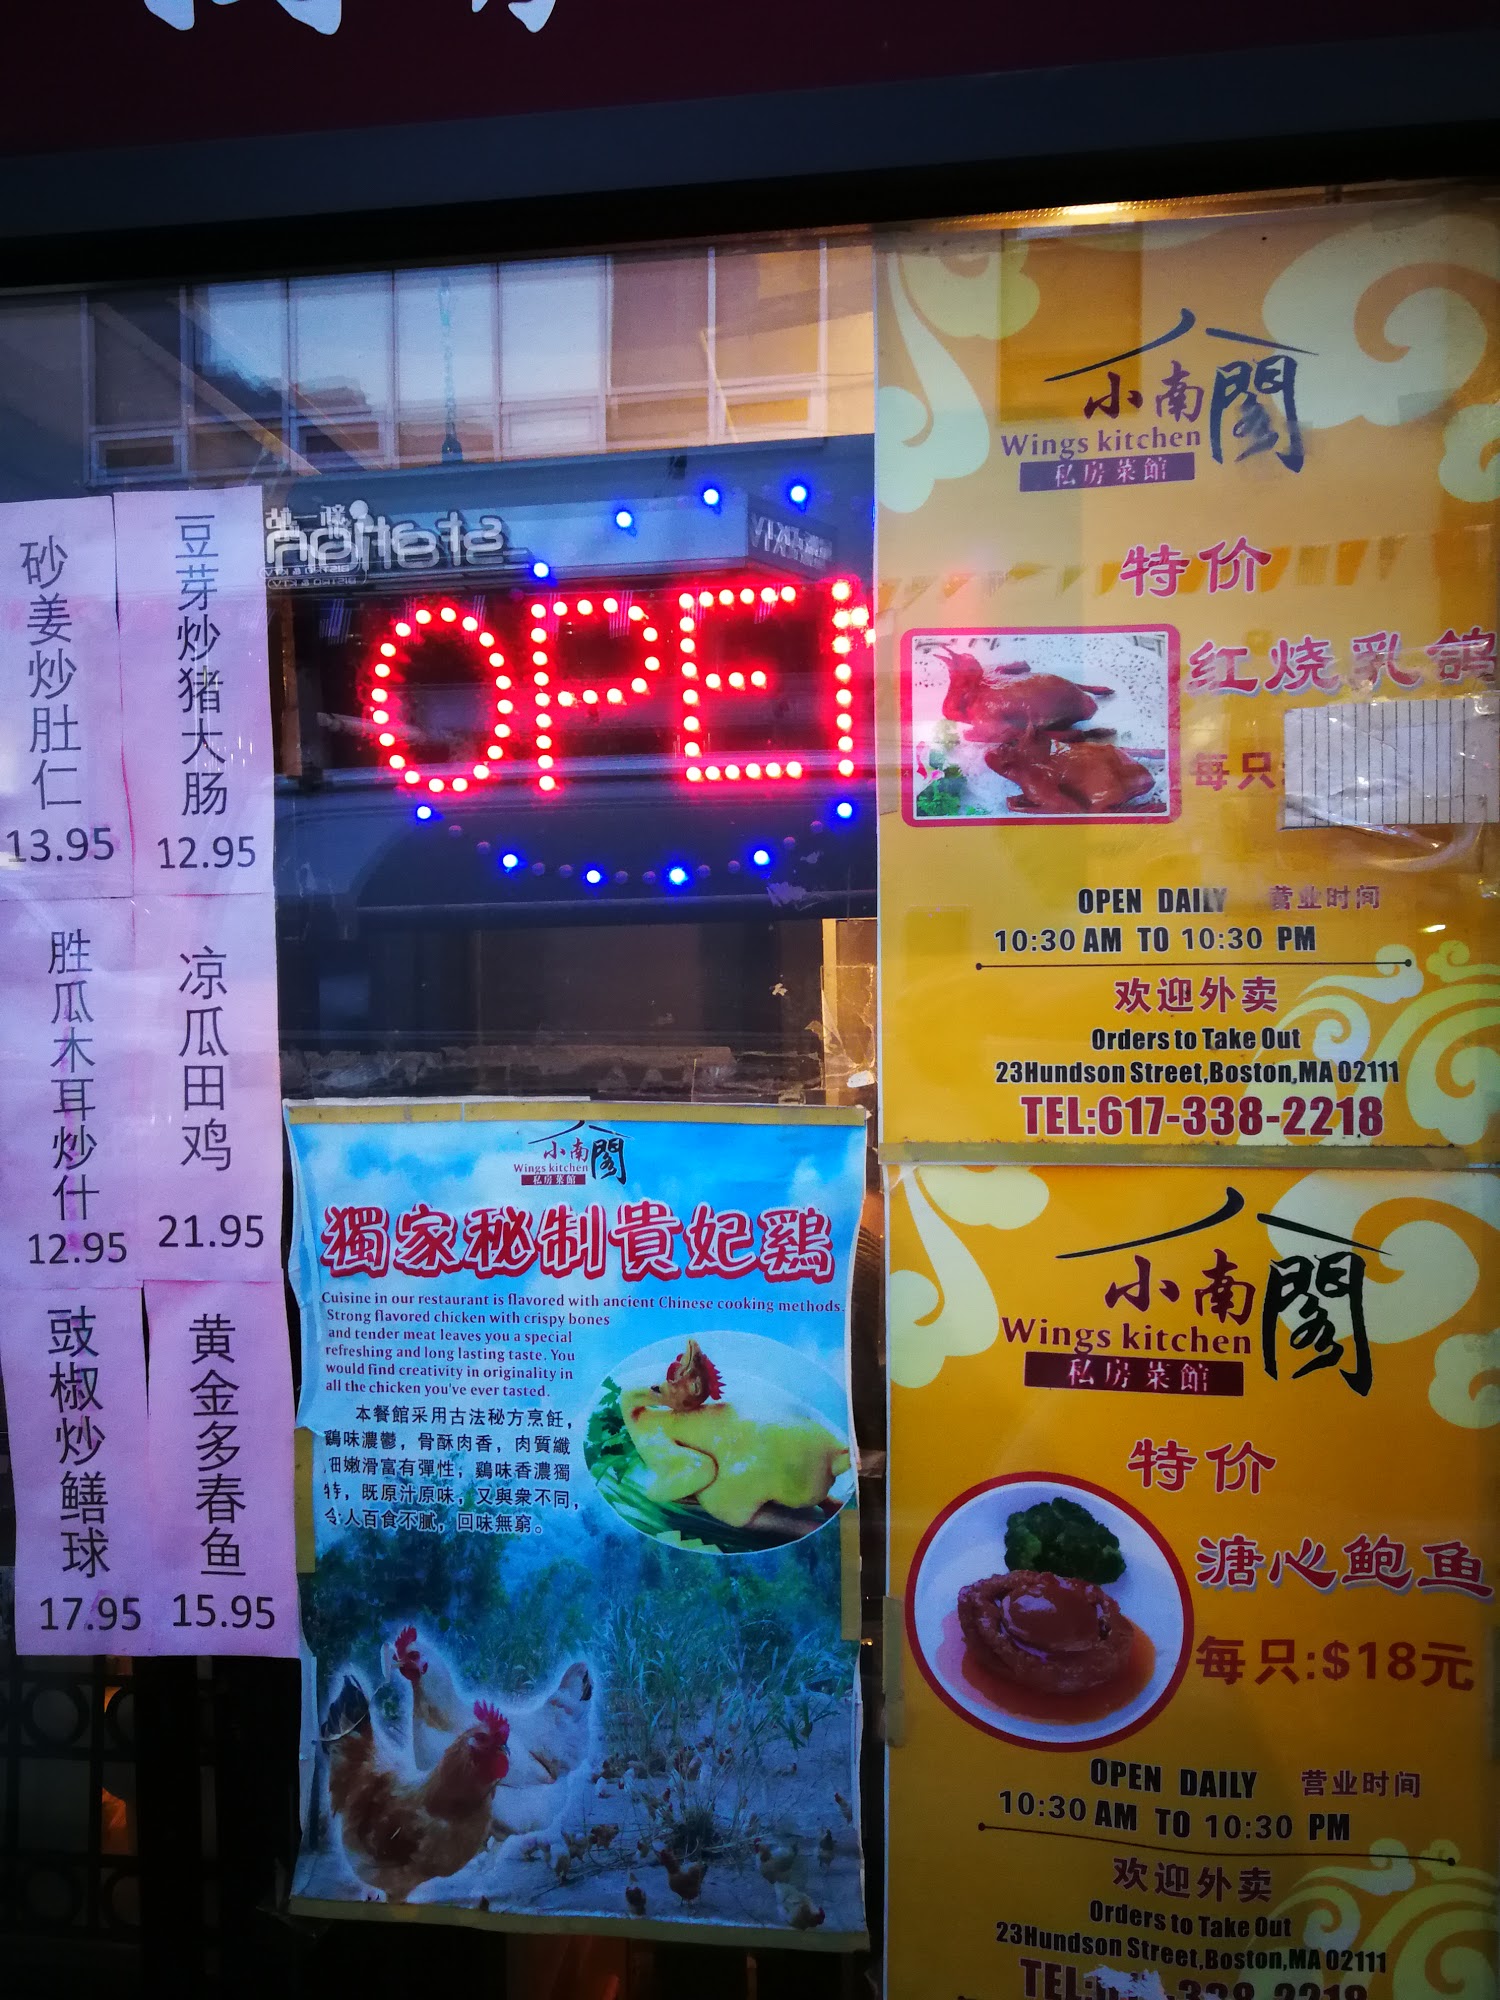 砂姜炒肚仁
13.95
豆芽炒猪大肠
12.95
胜瓜木耳炒什
12.95
凉瓜田鸡
21.95
豉椒炒鳝球
17.95
黄金多春鱼
15.95
OPEN
小南閣
Wings kitchen
私房菜館
獨家秘制貴妃鷄
Cuisine in our restaurant is flavored with ancient Chinese cooking methods.
Strong flavored chicken with crispy bones
and tender meat leaves you a special
refreshing and long lasting taste. You
would find creativity in originality in
all the chicken you've ever tasted.
本餐館采用古法秘方烹飪，
鷄味濃鬱，骨酥肉香，肉質纖
細嫩滑富有彈性，鷄味香濃獨
特，既原汁原味，又與衆不同，
令人百食不膩，回味無窮。
小南閣
Wings kitchen
私房菜館
特价
红烧乳鸽
每只
OPEN DAILY 营业时间
10:30 AM TO 10:30 PM
欢迎外卖
Orders to Take Out
23Hundson Street,Boston,MA 02111
TEL:617-338-2218
小南閣
Wings kitchen
私房菜館
特价
溏心鲍鱼
每只:$18元
OPEN DAILY 营业时间
10:30 AM TO 10:30 PM
欢迎外卖
Orders to Take Out
23Hundson Street,Boston,MA 02111
TEL:617-338-2218